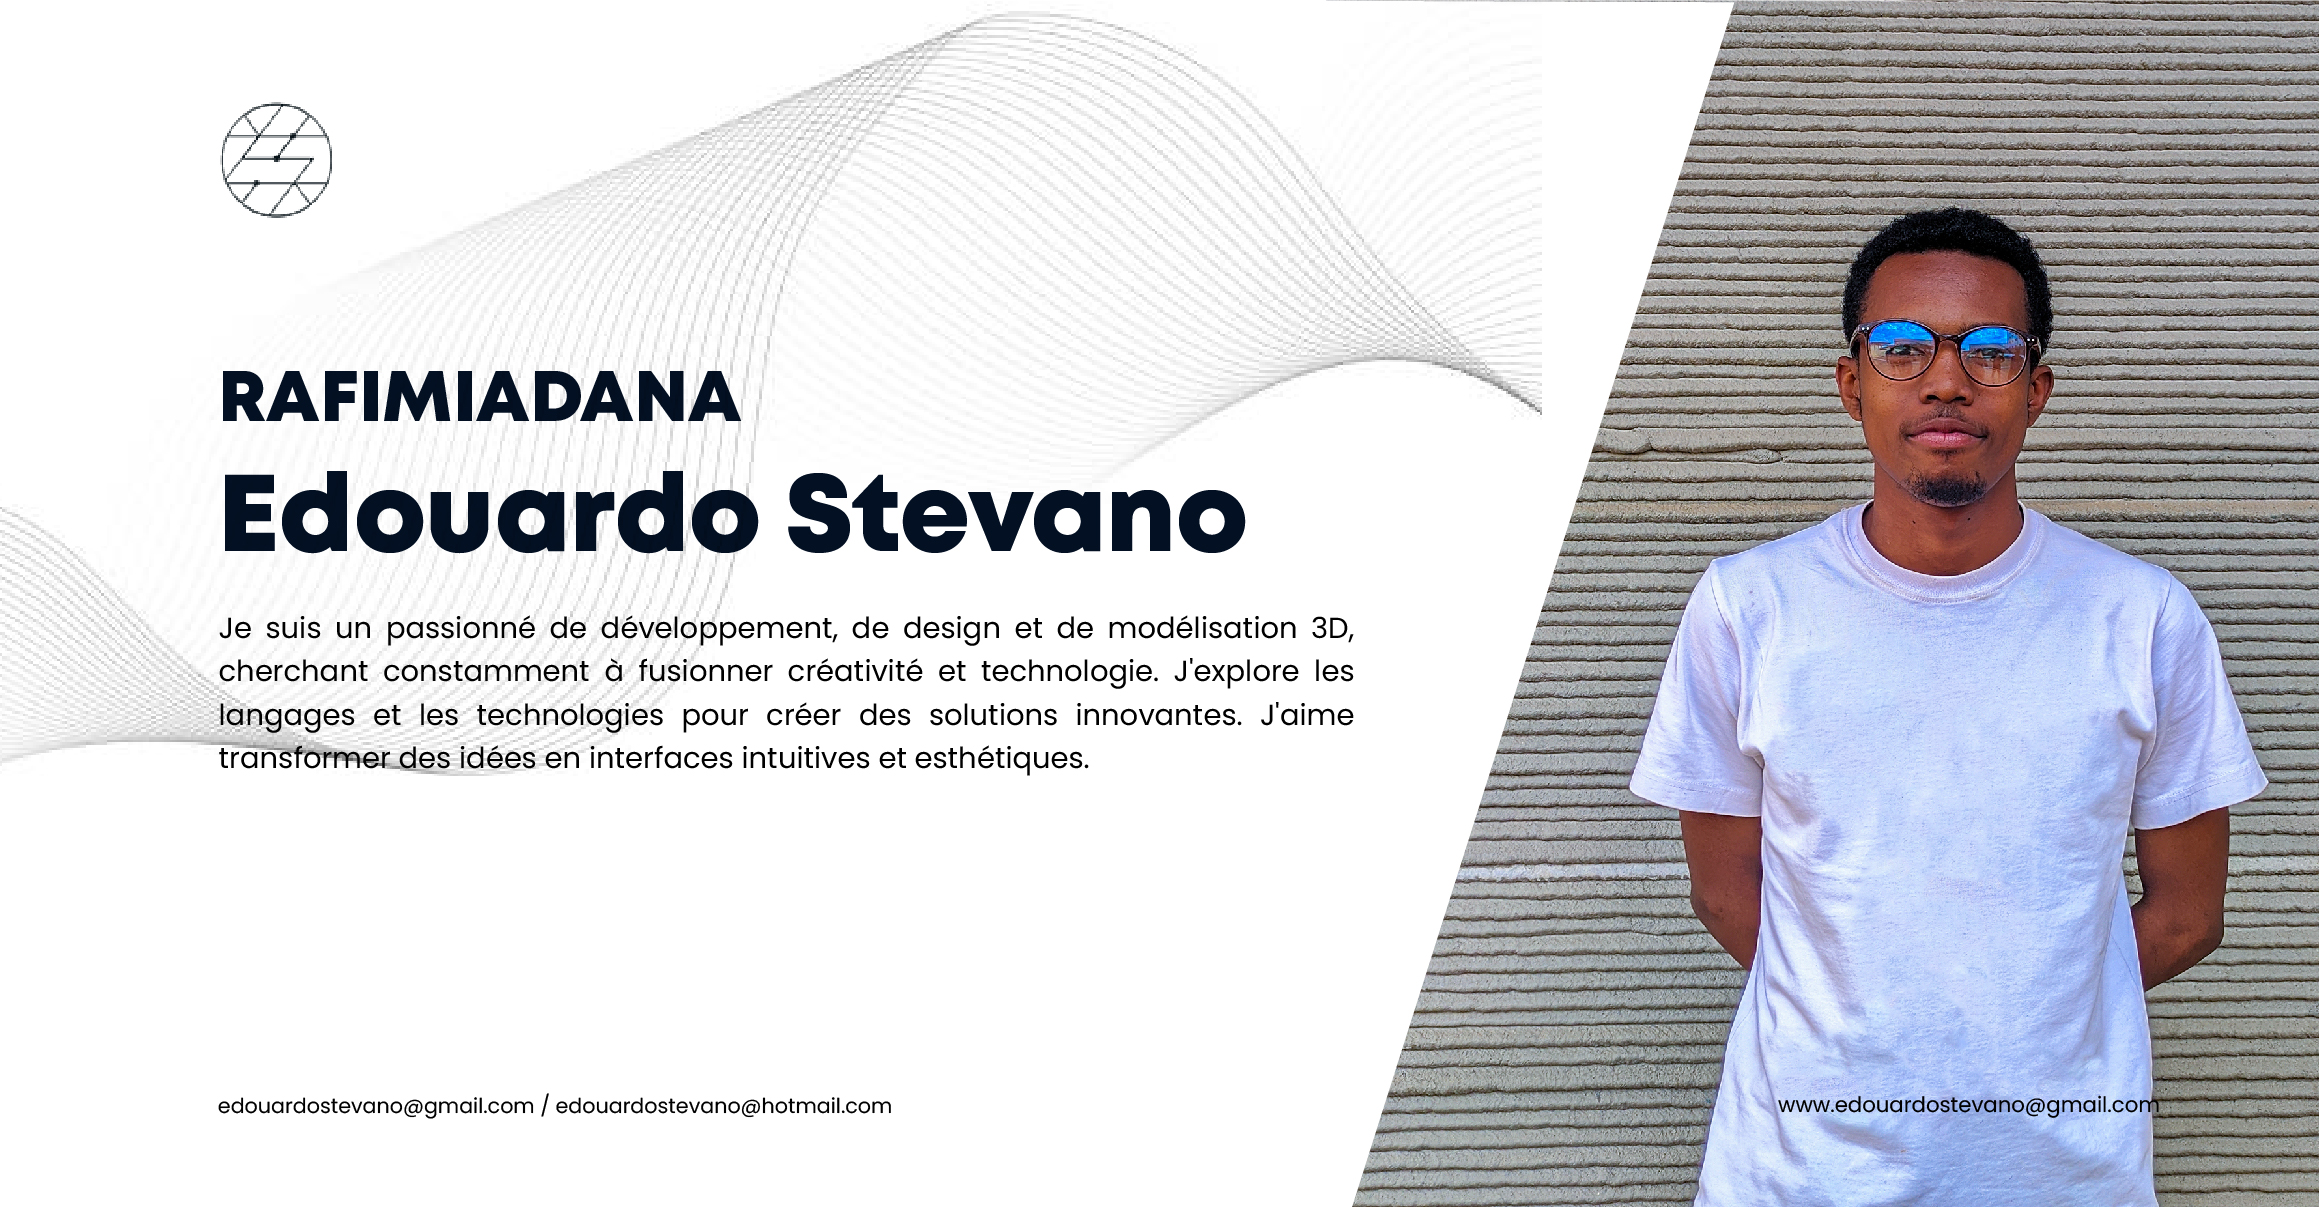 RAFIMIADANA
Edouardo Stevano
Je suis un passionné de développement, de design et de modélisation 3D,
cherchant constamment à fusionner créativité et technologie. J'explore les
langages et les technologies pour créer des solutions innovantes. J'aime
transformer des idées en interfaces intuitives et esthétiques.
edouardostevano@gmail.com / edouardostevano@hotmail.com
www.edouardostevano@gmail.com